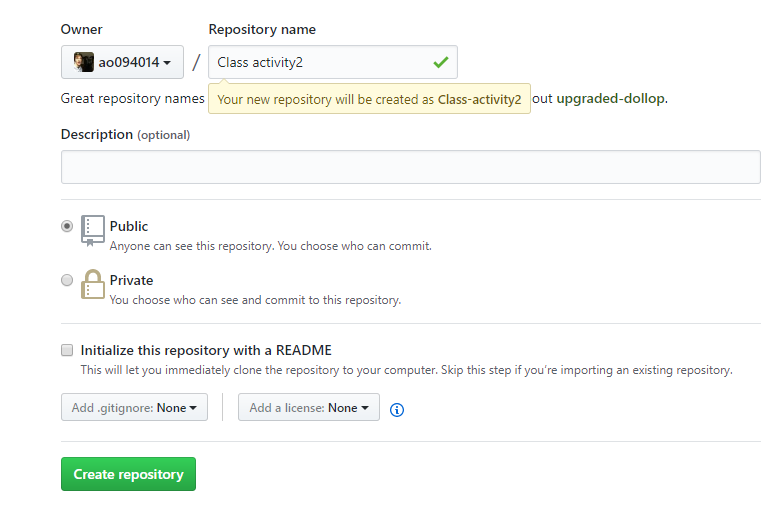 Owner Repository name
ao094014 / Class activity2
Great repository names Your new repository will be created as Class-activity2 out upgraded-dollop.
Description (optional)
Public
Anyone can see this repository. You choose who can commit.
Private
You choose who can see and commit to this repository.
Initialize this repository with a README
This will let you immediately clone the repository to your computer. Skip this step if you’re importing an existing repository.
Add .gitignore: None Add a license: None
Create repository